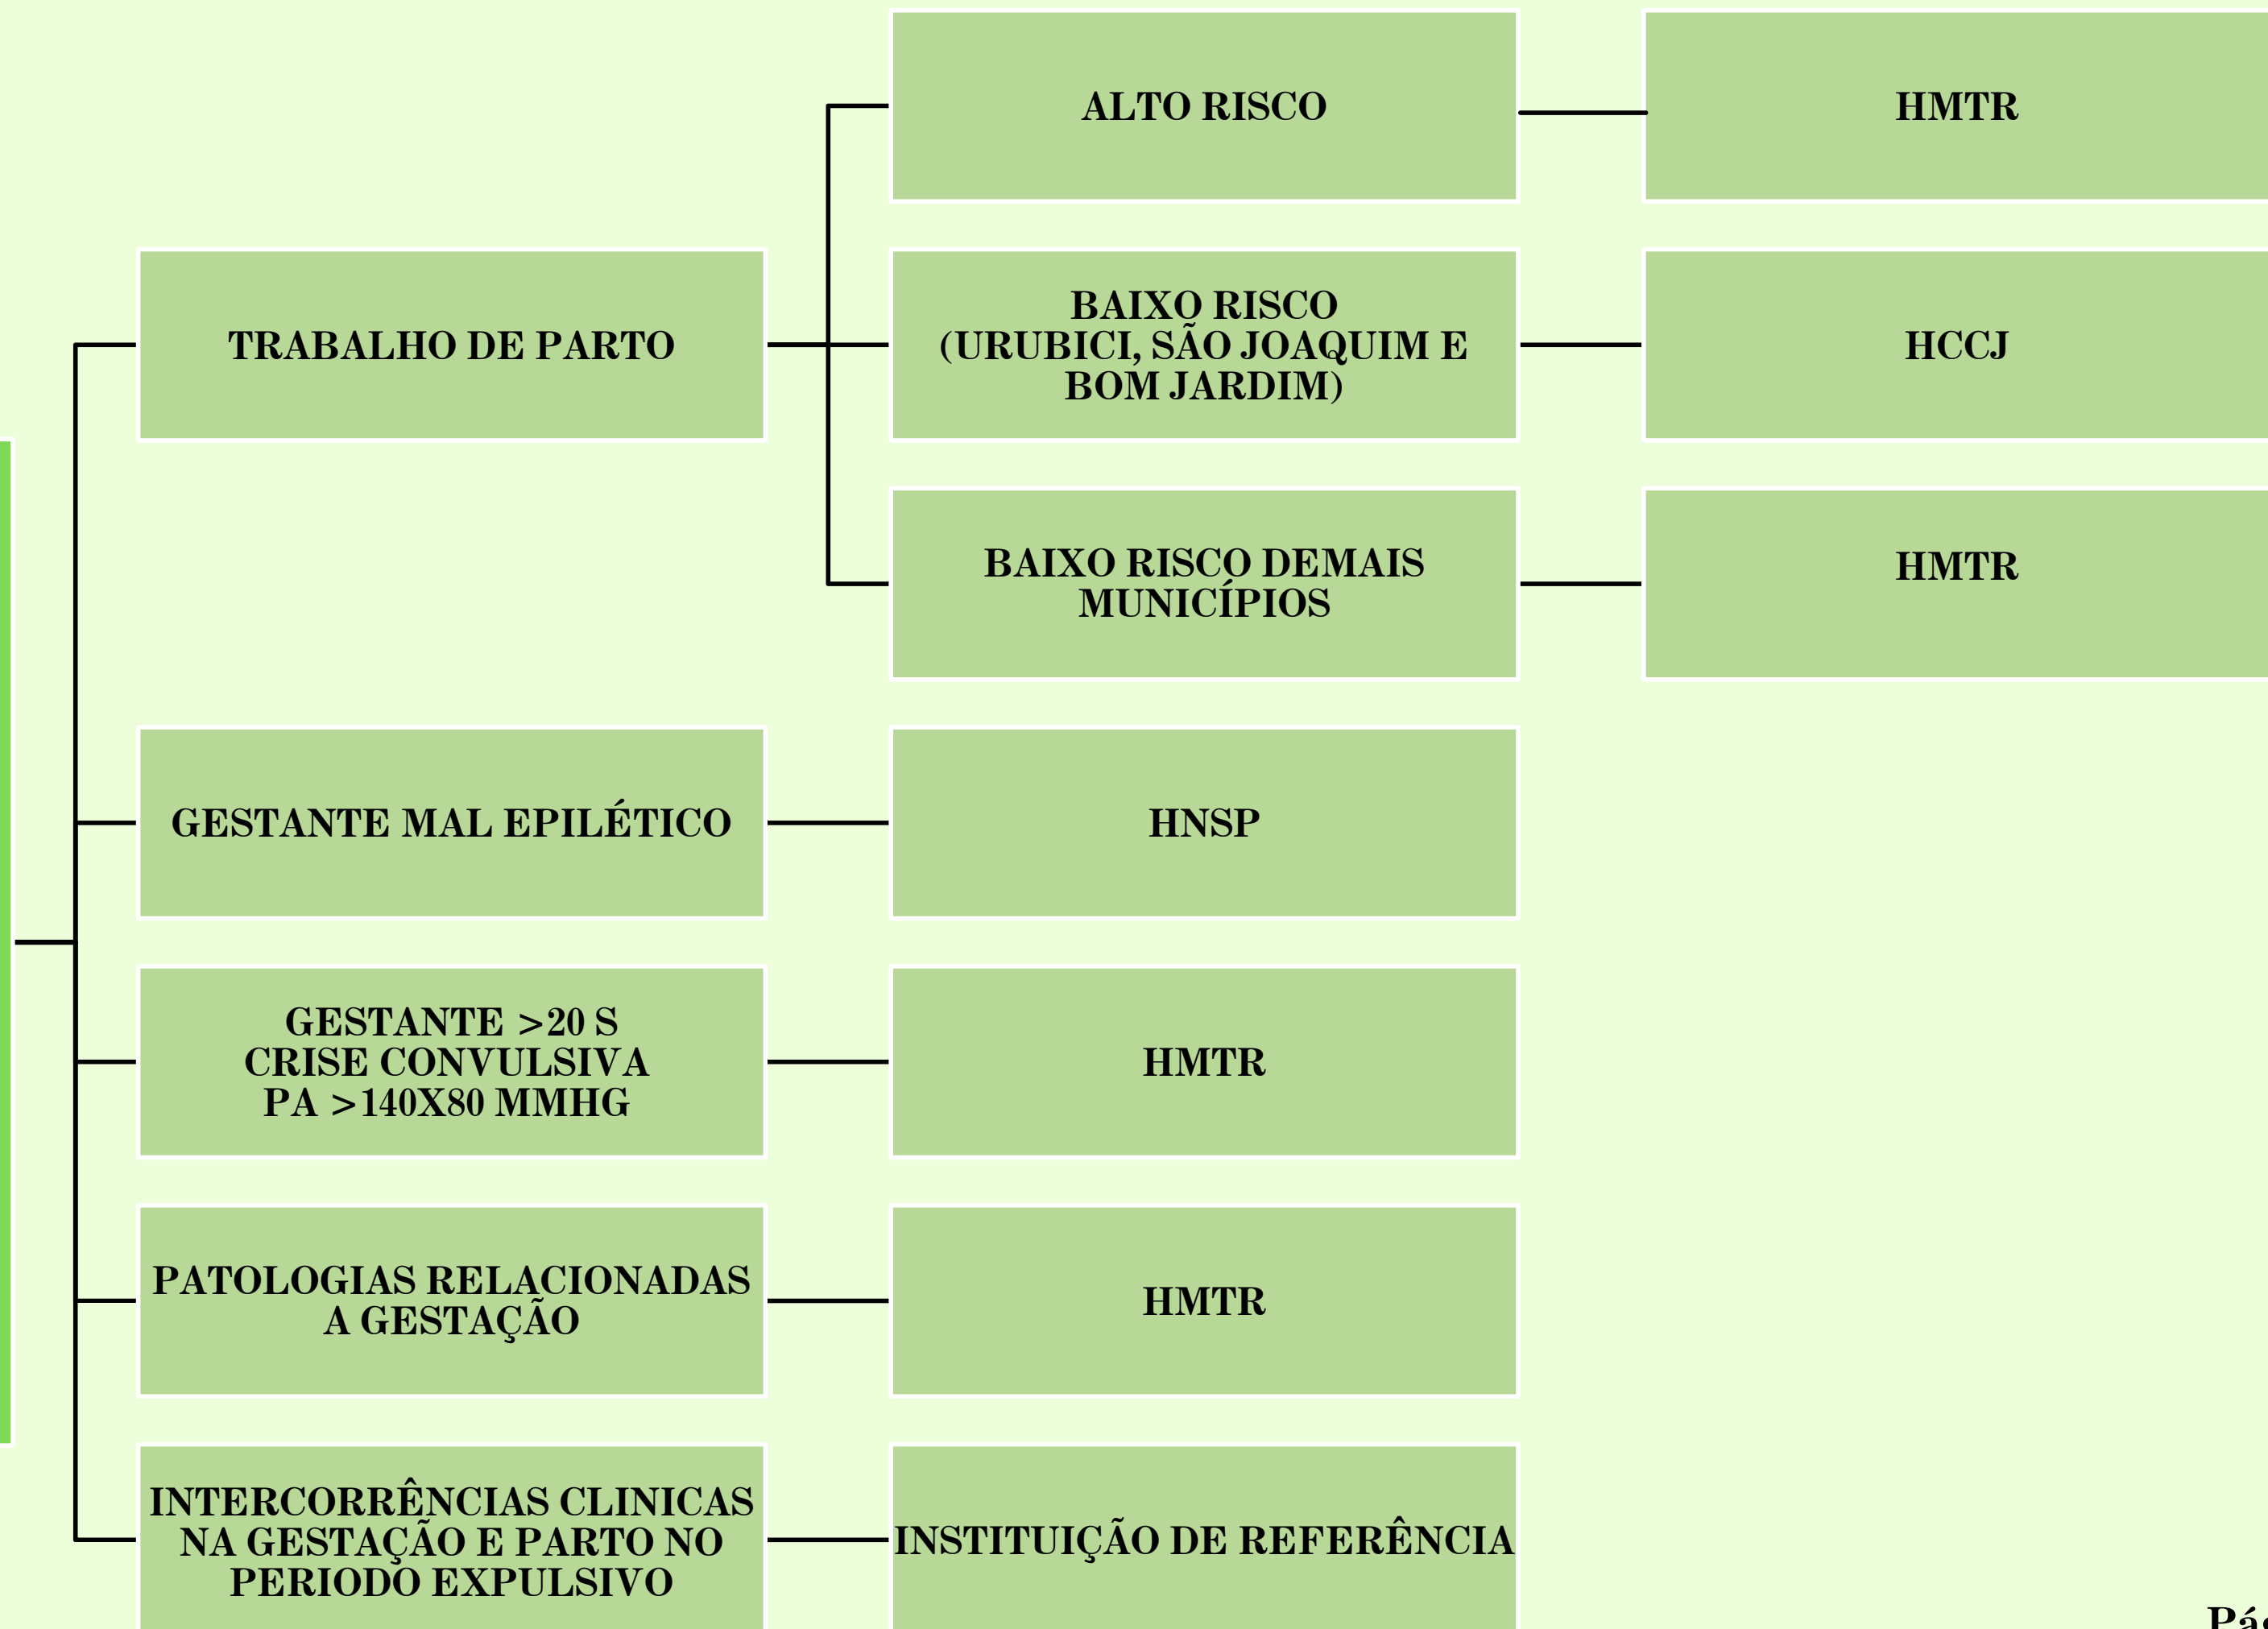 ALTO RISCO
HMTR
TRABALHO DE PARTO
BAIXO RISCO
(URUBICI, SÃO JOAQUIM E
BOM JARDIM)
HCCJ
BAIXO RISCO DEMAIS
MUNICÍPIOS
HMTR
GESTANTE MAL EPILÉTICO
HNSP
GESTANTE >20 S
CRISE CONVULSIVA
PA >140X80 MMHG
HMTR
PATOLOGIAS RELACIONADAS
A GESTAÇÃO
HMTR
INTERCORRÊNCIAS CLINICAS
NA GESTAÇÃO E PARTO NO
PERIODO EXPULSIVO
INSTITUIÇÃO DE REFERÊNCIA